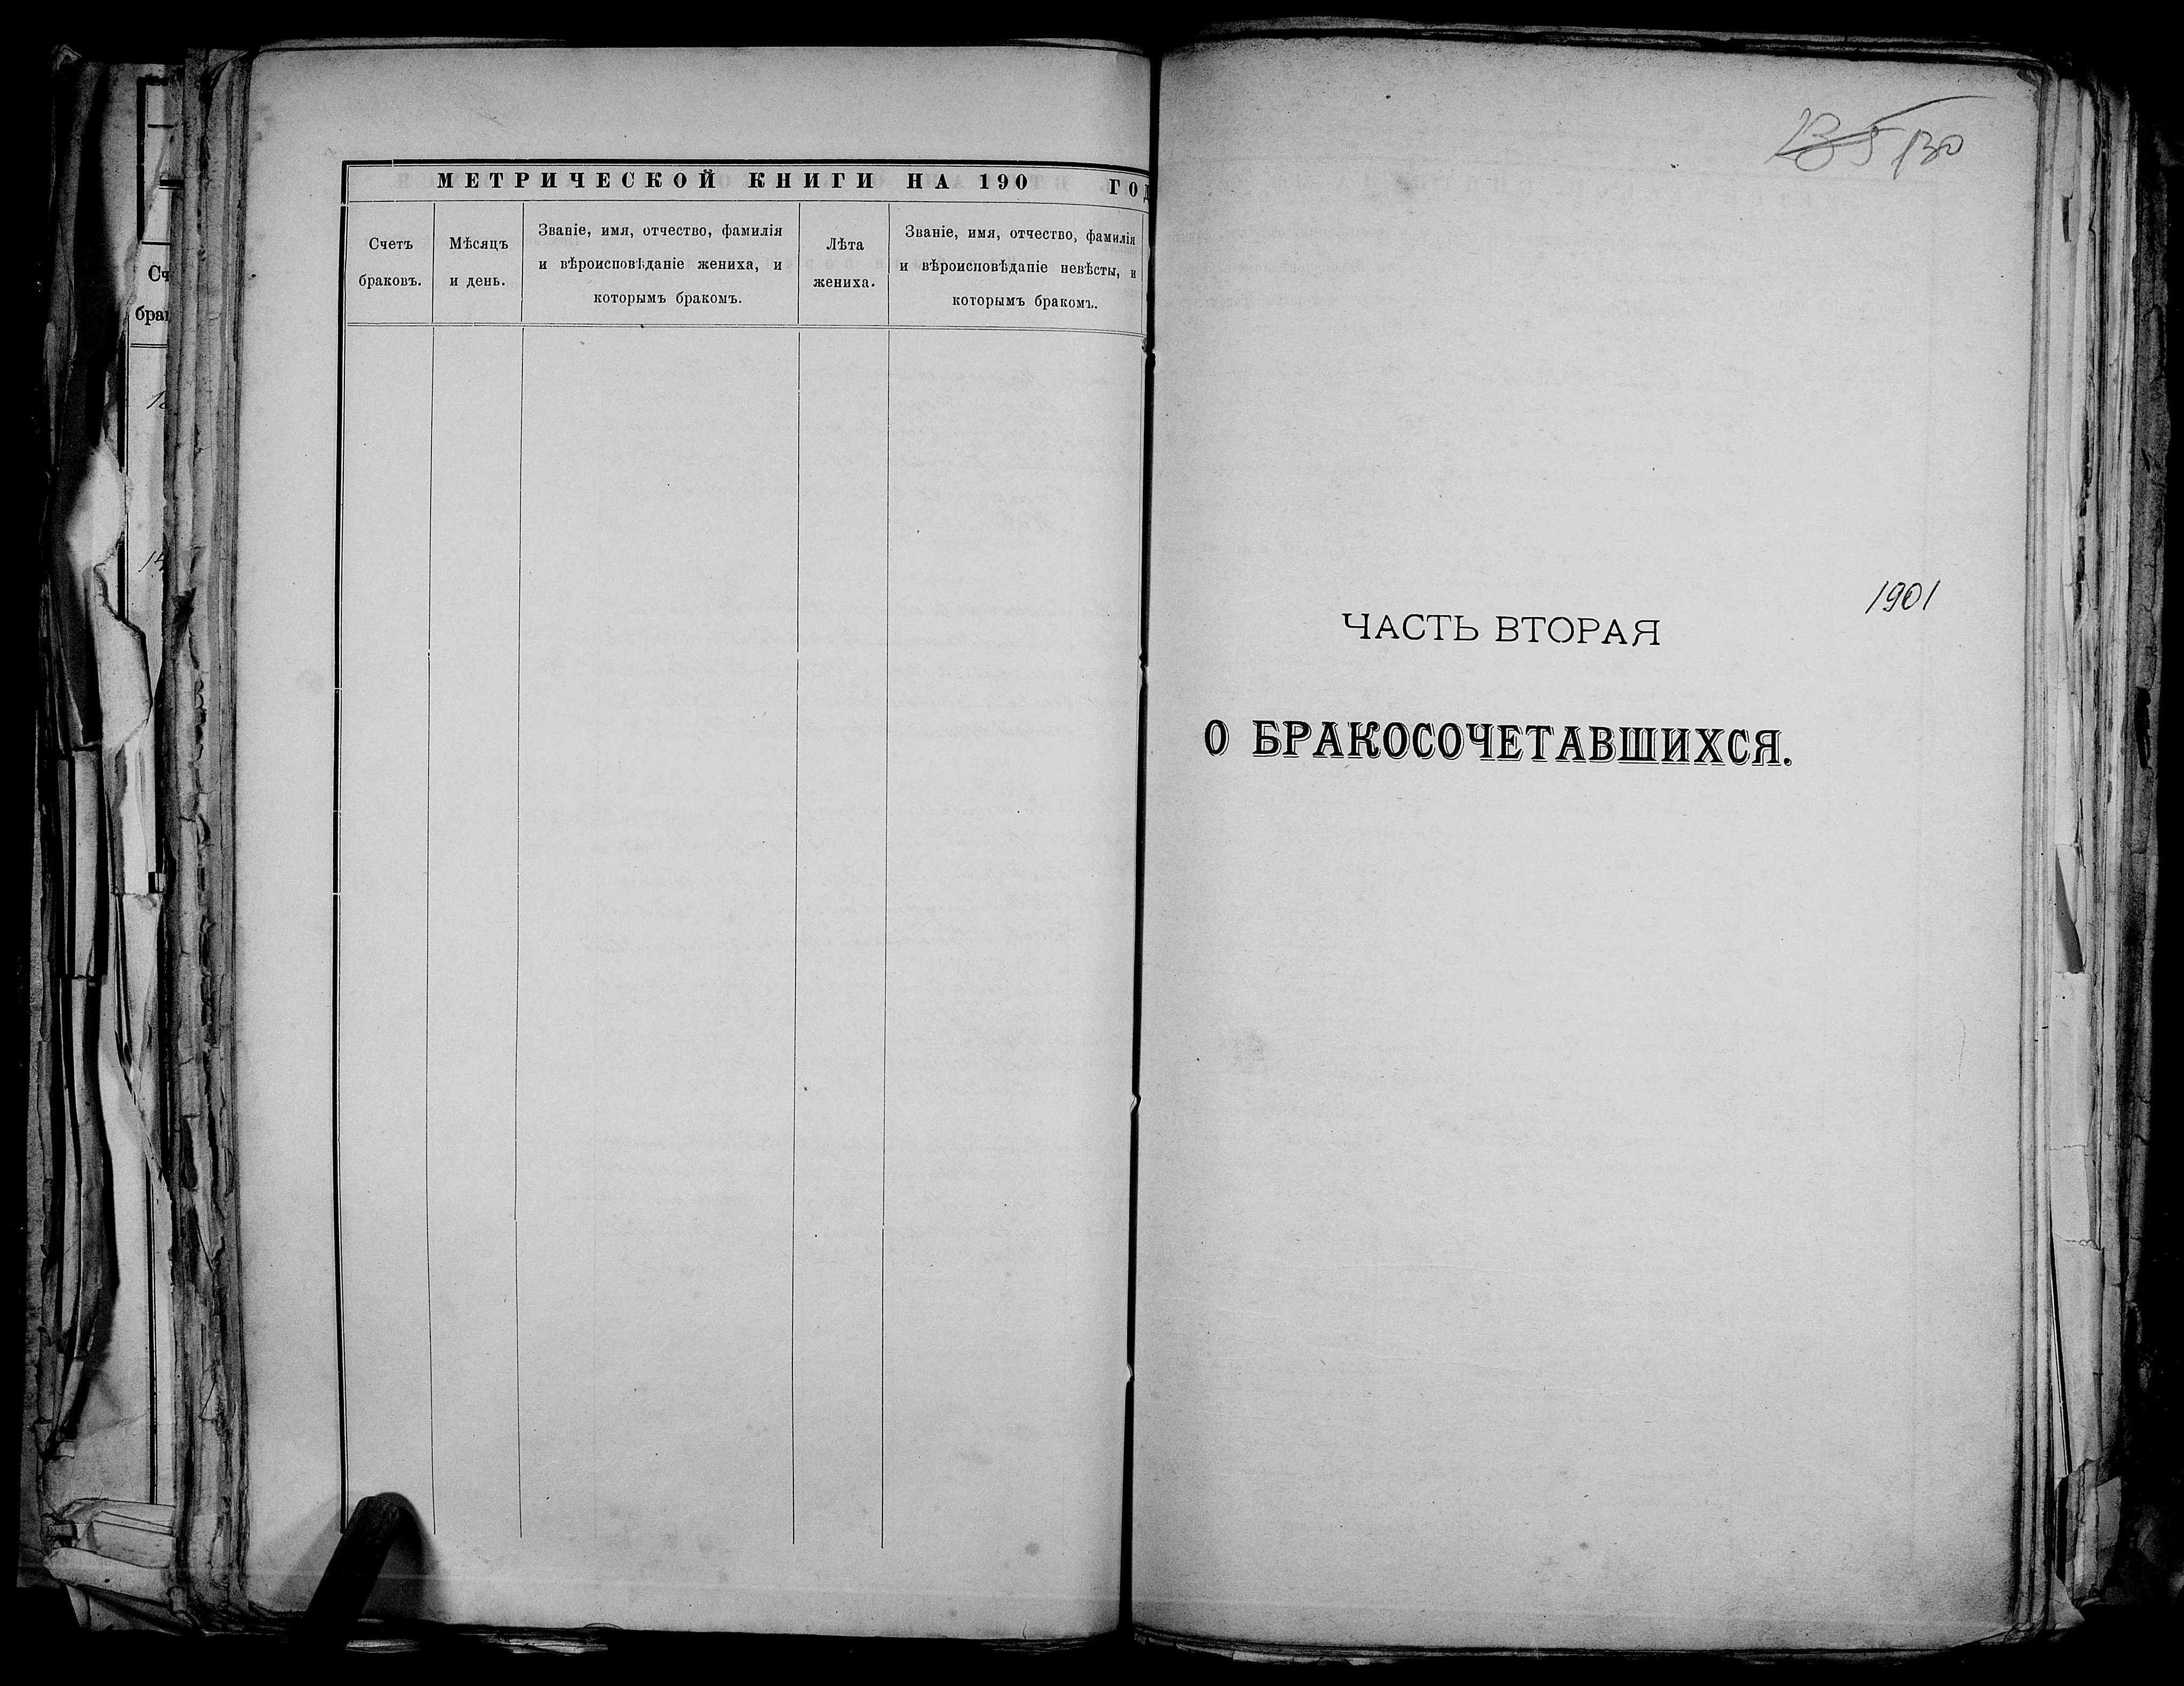 МЕТРИЧЕСКОЙ КНИГИ НА 190 ГОД
Счетъ
браковъ.
Мѣсяцъ
и день.
Званіе, имя, отчество, фамилія
и вѣроисповѣданіе жениха, и
которымъ бракомъ.
Лѣта
жениха.
Званіе, имя, отчество, фамилія
и вѣроисповѣданіе невѣсты, и
которымъ бракомъ.
130
1901
ЧАСТЬ ВТОРАЯ
О БРАКОСОЧЕТАВШИХСЯ.